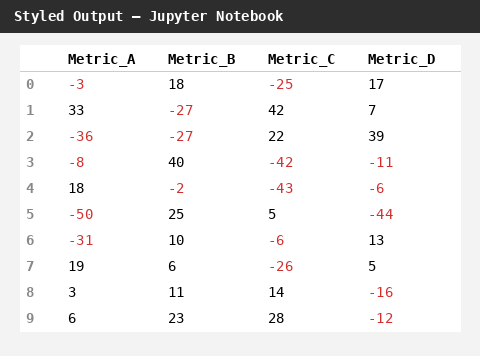 Styled Output — Jupyter Notebook
Metric_A Metric_B Metric_C Metric_D
0 -3 18 -25 17
1 33 -27 42 7
2 -36 -27 22 39
3 -8 40 -42 -11
4 18 -2 -43 -6
5 -50 25 5 -44
6 -31 10 -6 13
7 19 6 -26 5
8 3 11 14 -16
9 6 23 28 -12